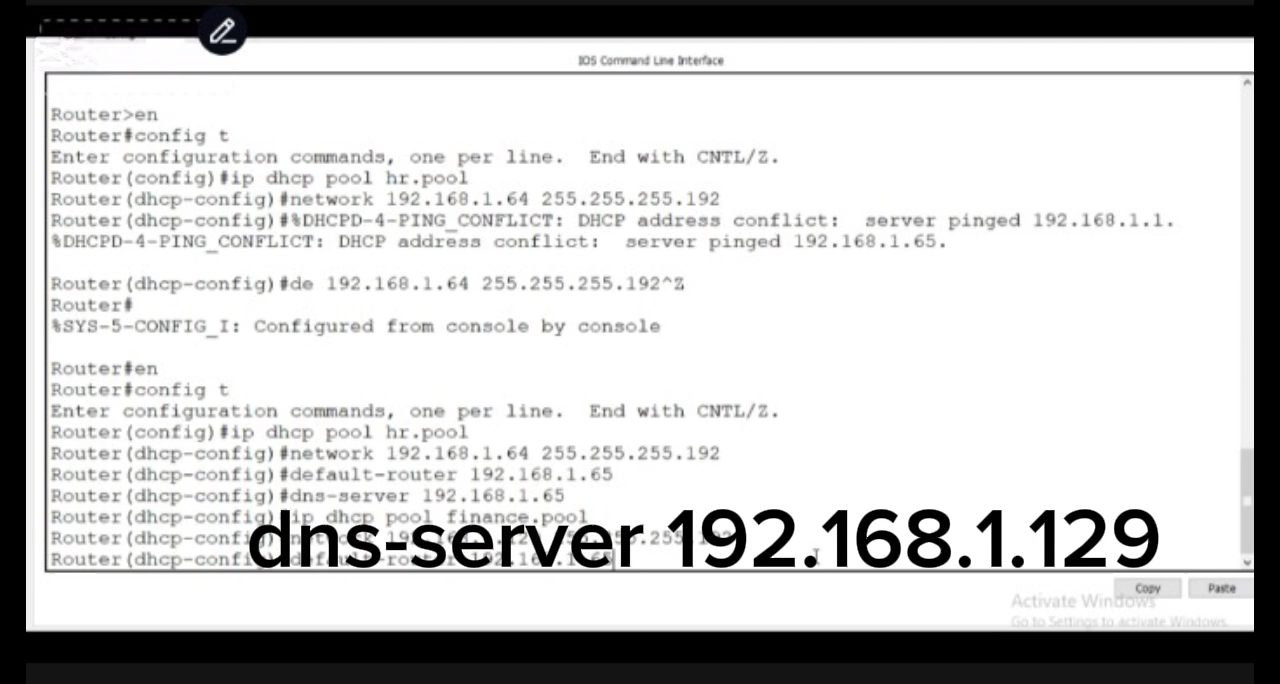 IOS Command Line Interface
Router>en
Router#config t
Enter configuration commands, one per line.  End with CNTL/Z.
Router(config)#ip dhcp pool hr.pool
Router(dhcp-config)#network 192.168.1.64 255.255.255.192
Router(dhcp-config)#%DHCPD-4-PING_CONFLICT: DHCP address conflict:  server pinged 192.168.1.1.
%DHCPD-4-PING_CONFLICT: DHCP address conflict:  server pinged 192.168.1.65.
Router(dhcp-config)#de 192.168.1.64 255.255.255.192^Z
Router#
%SYS-5-CONFIG_I: Configured from console by console
Router#en
Router#config t
Enter configuration commands, one per line.  End with CNTL/Z.
Router(config)#ip dhcp pool hr.pool
Router(dhcp-config)#network 192.168.1.64 255.255.255.192
Router(dhcp-config)#default-router 192.168.1.65
Router(dhcp-config)#dns-server 192.168.1.65
Router(dhcp-config)#ip dhcp pool finance.pool
Router(dhcp-config)
Router(dhcp-config)
dns-server 192.168.1.129
Copy
Paste
Activate Windows
Go to Settings to activate Windows.